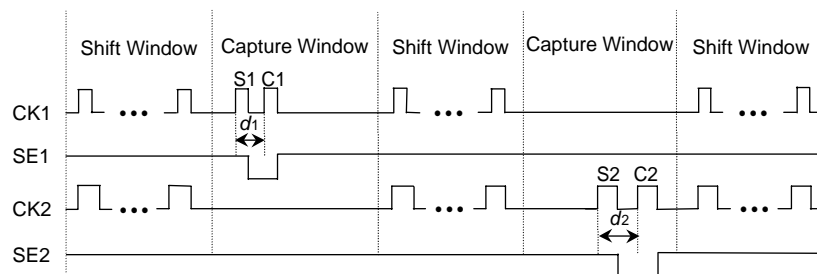 Shift Window Capture Window Shift Window Capture Window Shift Window
S1 C1
CK1 ••• ••• •••
d1
SE1
S2 C2
CK2 ••• ••• •••
d2
SE2